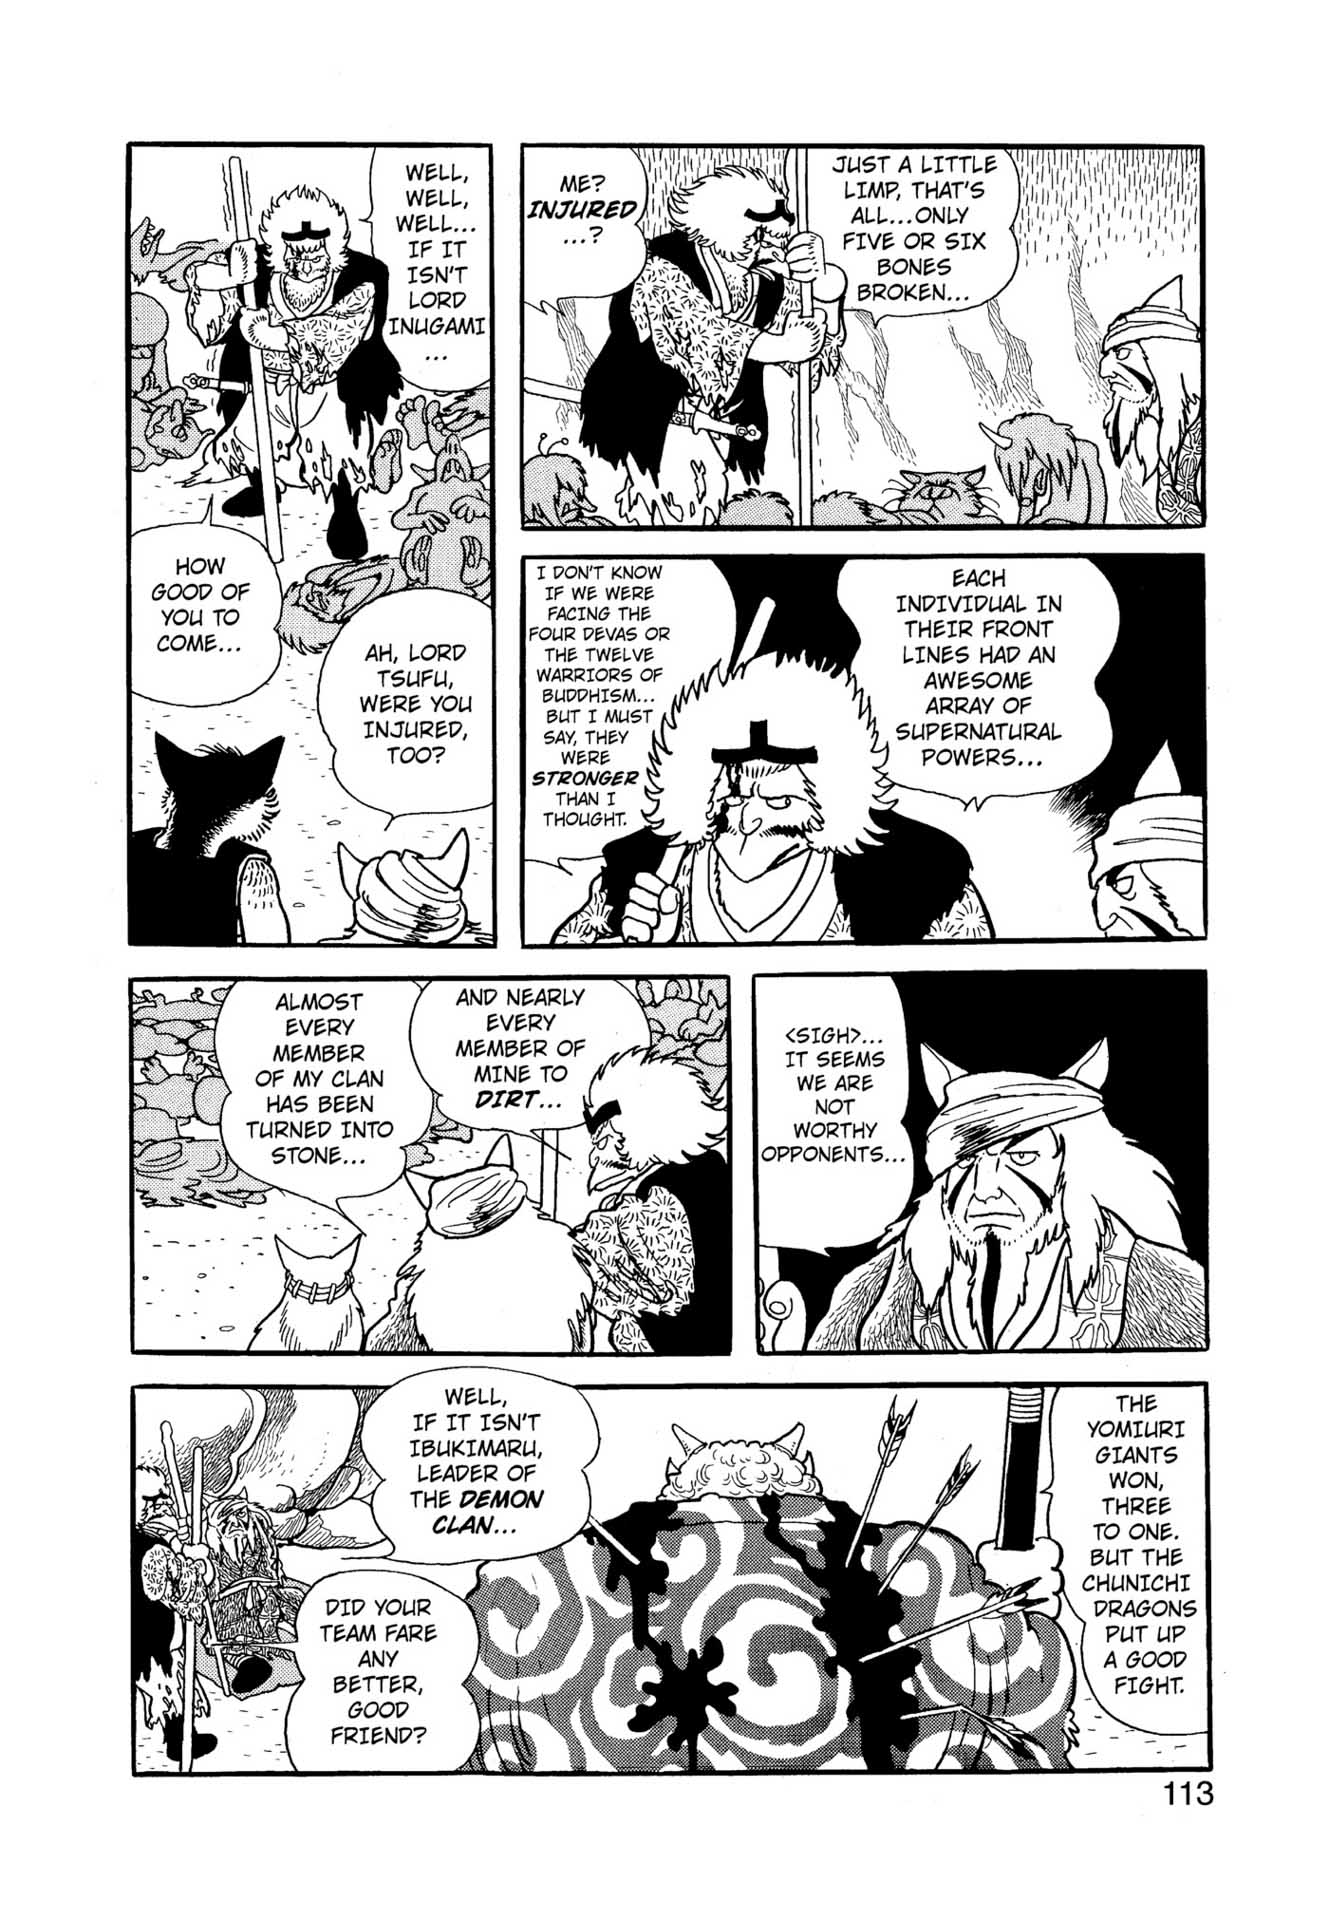 WELL,
WELL,
WELL...
IF IT
ISN'T
LORD
INUGAMI
...
HOW
GOOD OF
YOU TO
COME...
AH, LORD
TSUFU,
WERE YOU
INJURED,
TOO?
ME?
INJURED
...?
JUST A LITTLE
LIMP, THAT'S
ALL...ONLY
FIVE OR SIX
BONES
BROKEN...
I DON'T KNOW
IF WE WERE
FACING THE
FOUR DEVAS OR
THE TWELVE
WARRIORS OF
BUDDHISM...
BUT I MUST
SAY, THEY
WERE
STRONGER
THAN I
THOUGHT.
EACH
INDIVIDUAL IN
THEIR FRONT
LINES HAD AN
AWESOME
ARRAY OF
SUPERNATURAL
POWERS...
ALMOST
EVERY
MEMBER
OF MY CLAN
HAS BEEN
TURNED INTO
STONE...
AND NEARLY
EVERY
MEMBER OF
MINE TO
DIRT...
<SIGH>...
IT SEEMS
WE ARE
NOT
WORTHY
OPPONENTS...
WELL,
IF IT ISN'T
IBUKIMARU,
LEADER OF
THE DEMON
CLAN...
DID YOUR
TEAM FARE
ANY
BETTER,
GOOD
FRIEND?
THE
YOMIURI
GIANTS
WON,
THREE
TO ONE.
BUT THE
CHUNICHI
DRAGONS
PUT UP
A GOOD
FIGHT.
113